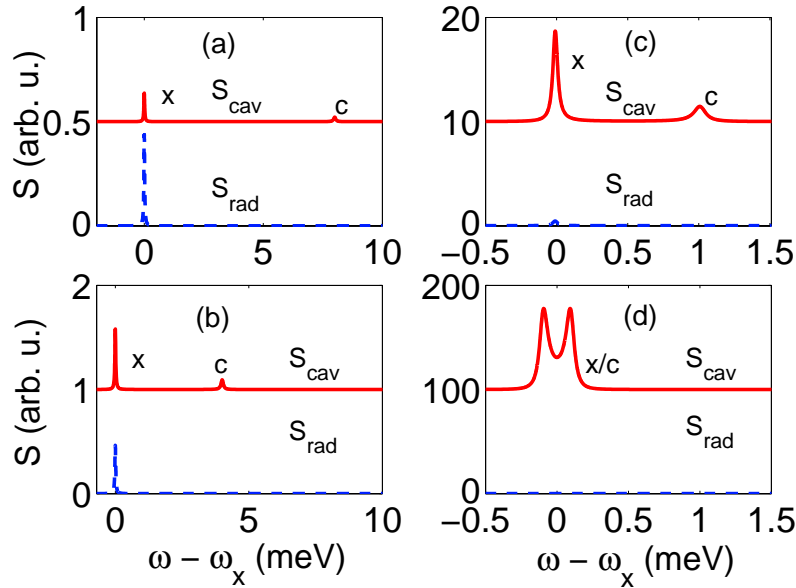 S (arb. u.)
1
0.5
0
(a)
x
S_cav
c
S_rad
0
5
10
20
10
0
(c)
x
S_cav
c
S_rad
−0.5
0
0.5
1
1.5
S (arb. u.)
2
1
0
(b)
x
c
S_cav
S_rad
0
5
10
ω − ω_x (meV)
200
100
0
(d)
x/c
S_cav
S_rad
−0.5
0
0.5
1
1.5
ω − ω_x (meV)